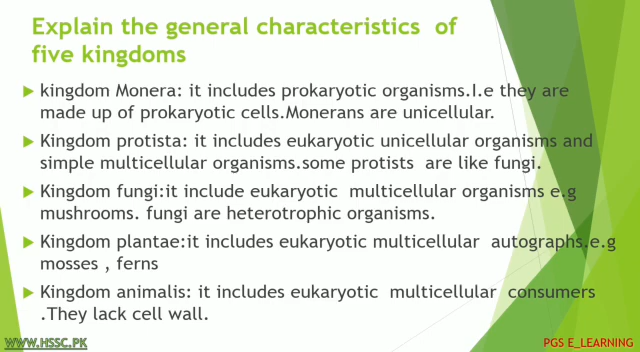 Explain the general characteristics of
five kingdoms
kingdom Monera: it includes prokaryotic organisms.I.e they are
made up of prokaryotic cells.Monerans are unicellular.
Kingdom protista: it includes eukaryotic unicellular organisms and
simple multicellular organisms.some protists are like fungi.
Kingdom fungi:it include eukaryotic multicellular organisms e.g
mushrooms. fungi are heterotrophic organisms.
Kingdom plantae:it includes eukaryotic multicellular autographs.e.g
mosses , ferns
Kingdom animalis: it includes eukaryotic multicellular consumers
.They lack cell wall.
WWW.HSSC.PK
PGS E_LEARNING